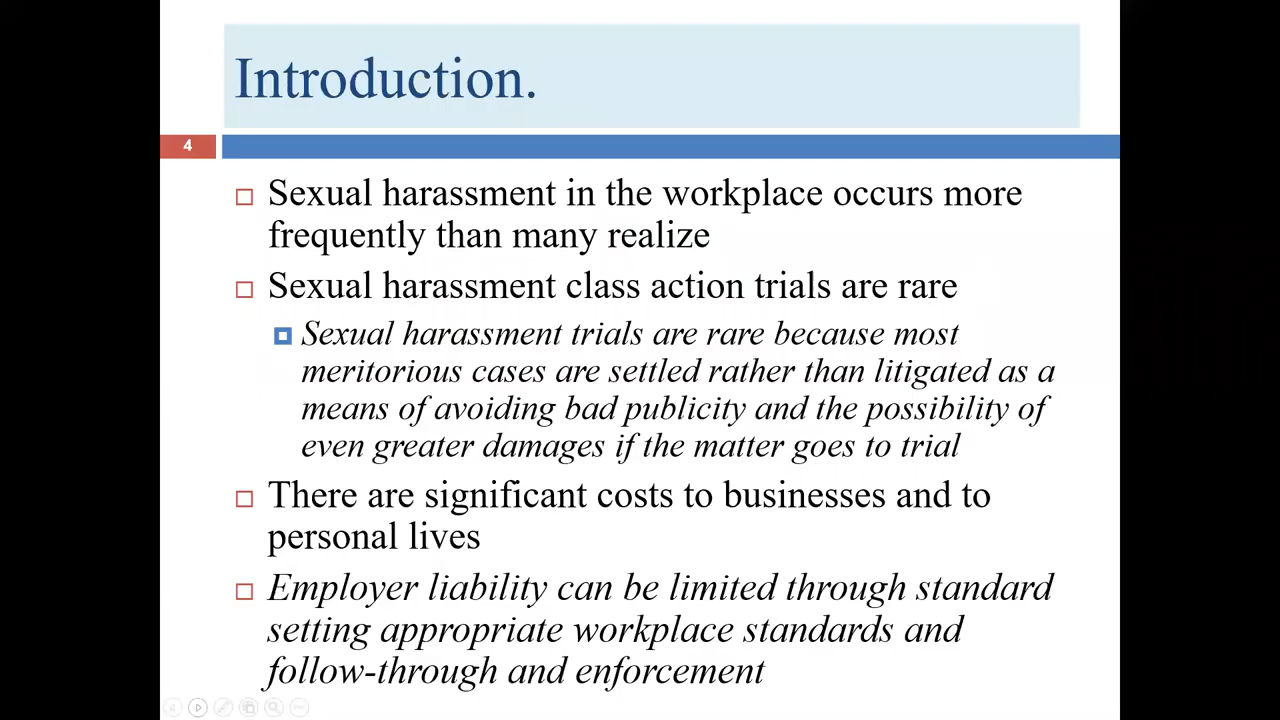 Introduction.
4
Sexual harassment in the workplace occurs more
frequently than many realize
Sexual harassment class action trials are rare
Sexual harassment trials are rare because most
meritorious cases are settled rather than litigated as a
means of avoiding bad publicity and the possibility of
even greater damages if the matter goes to trial
There are significant costs to businesses and to
personal lives
Employer liability can be limited through standard
setting appropriate workplace standards and
follow-through and enforcement